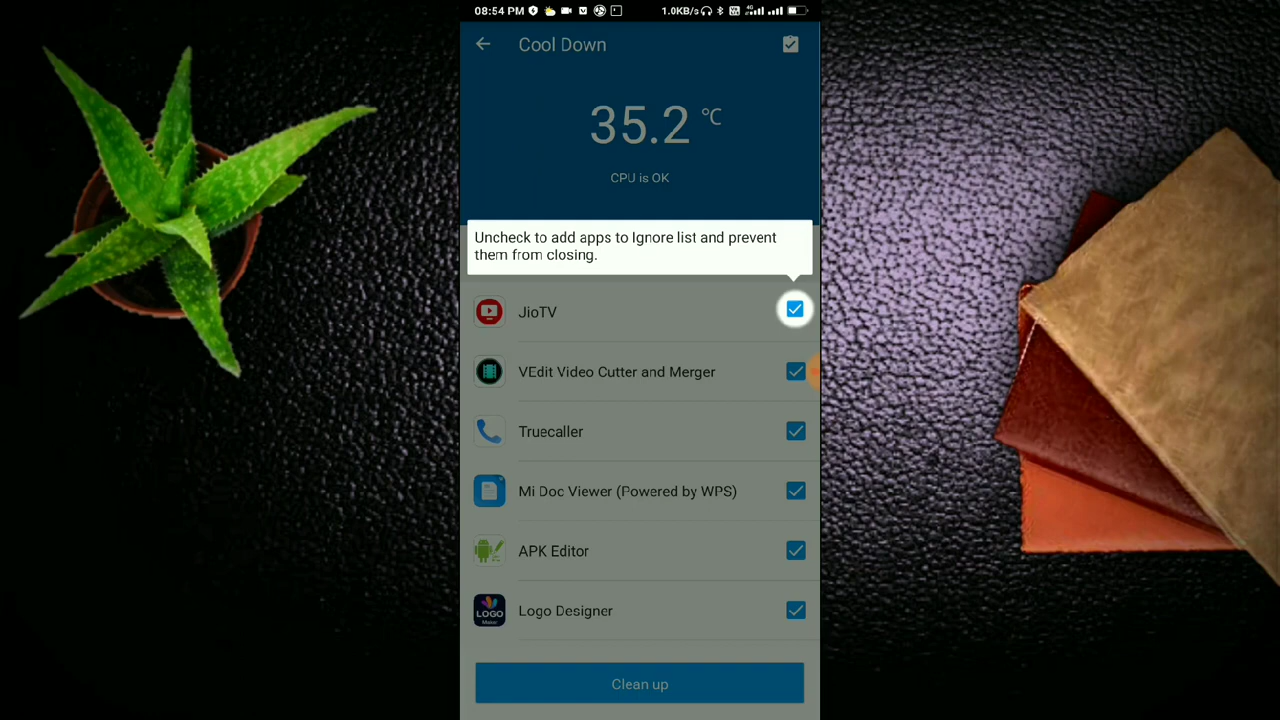 08:54 PM 1.0KB/s 4G
Cool Down
35.2 °C
CPU is OK
Uncheck to add apps to Ignore list and prevent
them from closing.
JioTV
VEdit Video Cutter and Merger
Truecaller
Mi Doc Viewer (Powered by WPS)
APK Editor
LOGO
Maker
Logo Designer
Clean up